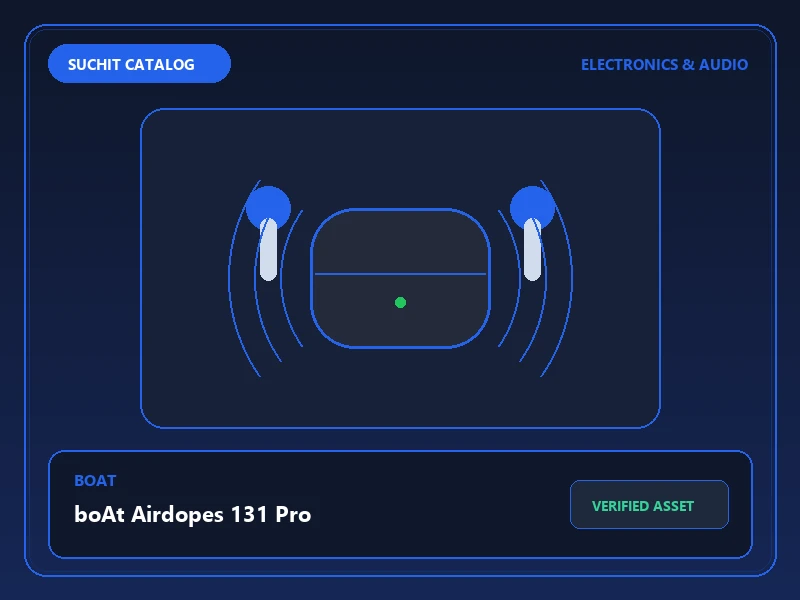 SUCHIT CATALOG
ELECTRONICS & AUDIO
BOAT
boAt Airdopes 131 Pro
VERIFIED ASSET